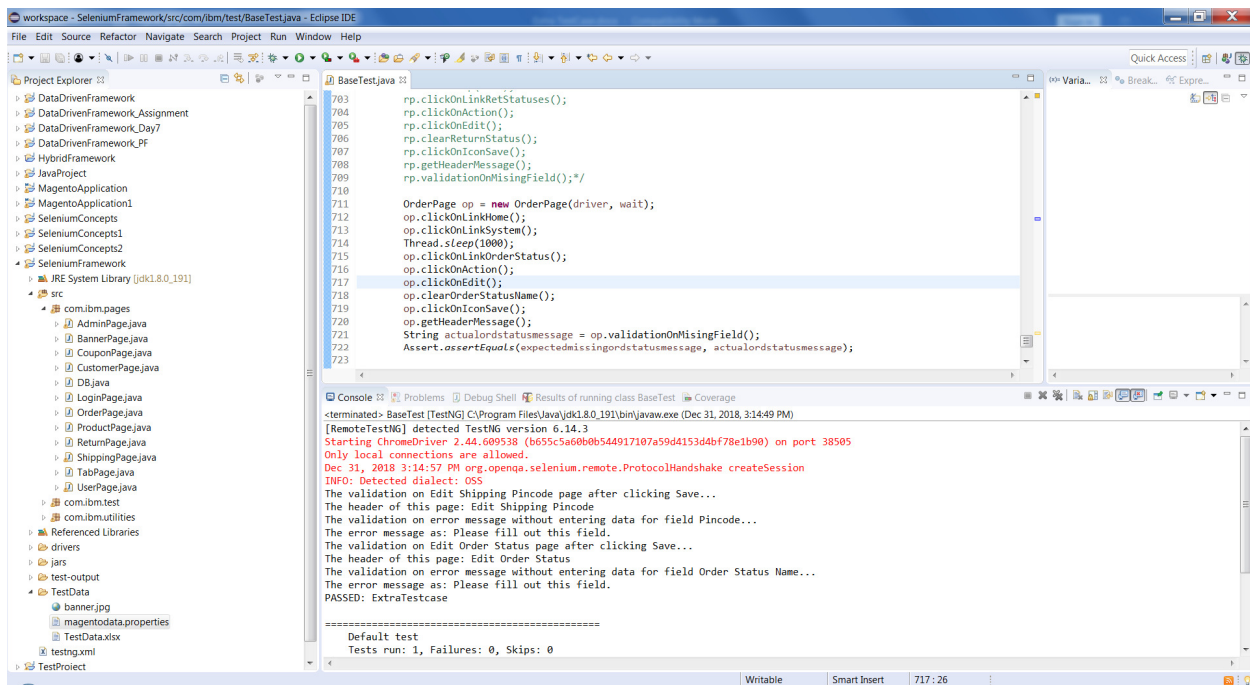 workspace - SeleniumFramework/src/com/ibm/test/BaseTest.java - Eclipse IDE
File Edit Source Refactor Navigate Search Project Run Window Help
Quick Access
Project Explorer
DataDrivenFramework
DataDrivenFramework_Assignment
DataDrivenFramework_Day7
DataDrivenFramework_PF
HybridFramework
JavaProject
MagentoApplication
MagentoApplication1
SeleniumConcepts
SeleniumConcepts1
SeleniumConcepts2
SeleniumFramework
JRE System Library [jdk1.8.0_191]
src
com.ibm.pages
AdminPage.java
BannerPage.java
CouponPage.java
CustomerPage.java
DB.java
LoginPage.java
OrderPage.java
ProductPage.java
ReturnPage.java
ShippingPage.java
TabPage.java
UserPage.java
com.ibm.test
com.ibm.utilities
Referenced Libraries
drivers
jars
test-output
TestData
banner.jpg
magentodata.properties
TestData.xlsx
testng.xml
TestProject
BaseTest.java
703 rp.clickOnLinkRetStatuses();
704 rp.clickOnAction();
705 rp.clickOnEdit();
706 rp.clearReturnStatus();
707 rp.clickOnIconSave();
708 rp.getHeaderMessage();
709 rp.validationOnMisingField();*/
710
711 OrderPage op = new OrderPage(driver, wait);
712 op.clickOnLinkHome();
713 op.clickOnLinkSystem();
714 Thread.sleep(1000);
715 op.clickOnLinkOrderStatus();
716 op.clickOnAction();
717 op.clickOnEdit();
718 op.clearOrderStatusName();
719 op.clickOnIconSave();
720 op.getHeaderMessage();
721 String actualordstatusmessage = op.validationOnMisingField();
722 Assert.assertEquals(expectedmissingordstatusmessage, actualordstatusmessage);
723
(x)= Varia... Break... Expre...
Console Problems Debug Shell Results of running class BaseTest Coverage
<terminated> BaseTest [TestNG] C:\Program Files\Java\jdk1.8.0_191\bin\javaw.exe (Dec 31, 2018, 3:14:49 PM)
[RemoteTestNG] detected TestNG version 6.14.3
Starting ChromeDriver 2.44.609538 (b655c5a60b0b544917107a59d4153d4bf78e1b90) on port 38505
Only local connections are allowed.
Dec 31, 2018 3:14:57 PM org.openqa.selenium.remote.ProtocolHandshake createSession
INFO: Detected dialect: OSS
The validation on Edit Shipping Pincode page after clicking Save...
The header of this page: Edit Shipping Pincode
The validation on error message without entering data for field Pincode...
The error message as: Please fill out this field.
The validation on Edit Order Status page after clicking Save...
The header of this page: Edit Order Status
The validation on error message without entering data for field Order Status Name...
The error message as: Please fill out this field.
PASSED: ExtraTestcase
===============================================
Default test
Tests run: 1, Failures: 0, Skips: 0
Writable Smart Insert 717 : 26